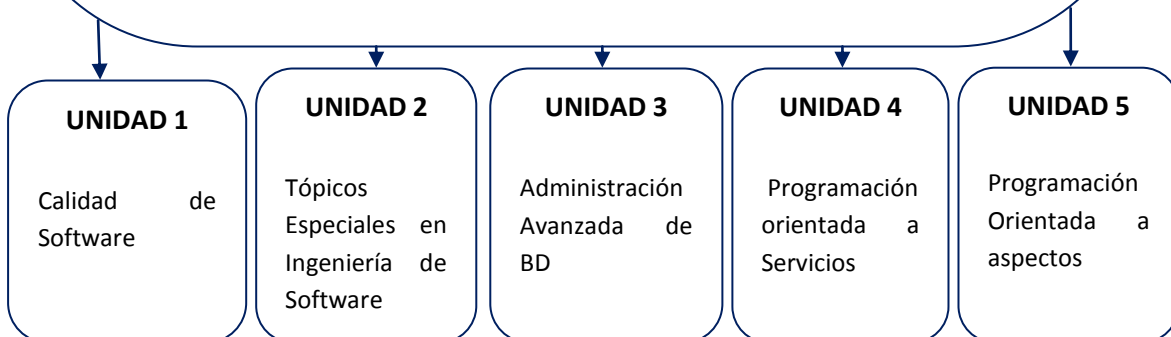 UNIDAD 1
Calidad de
Software
UNIDAD 2
Tópicos
Especiales en
Ingeniería de
Software
UNIDAD 3
Administración
Avanzada de
BD
UNIDAD 4
Programación
orientada a
Servicios
UNIDAD 5
Programación
Orientada a
aspectos